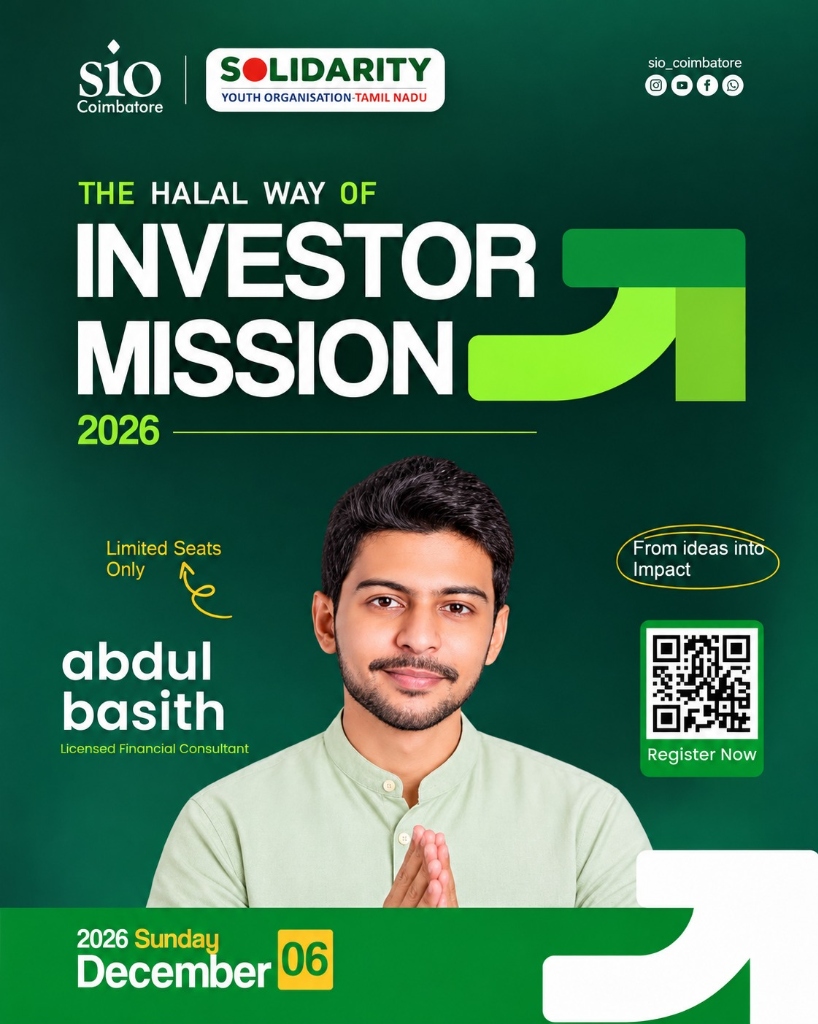 sio
Coimbatore
SOLIDARITY
YOUTH ORGANISATION-TAMIL NADU
sio_coimbatore
THE HALAL WAY OF
INVESTOR
MISSION
2026
Limited Seats
Only
From ideas into
Impact
abdul
basith
Licensed Financial Consultant
Register Now
2026 Sunday
December 06